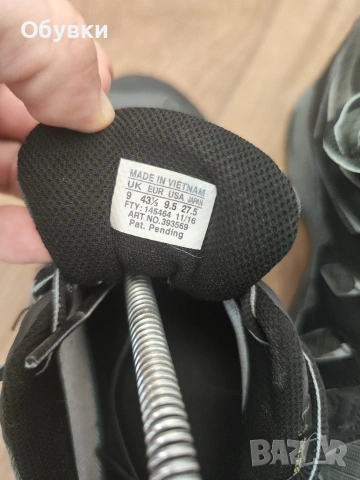 Обувки
MADE IN VIETNAM
UK EUR USA JAPAN
9 43⅓ 9.5 27.5
FTY: 145464 11/16
ART NO.393569
Pat. Pending
BAZAR